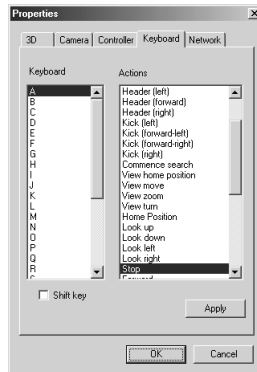 Properties
3D
Camera
Controller
Keyboard
Network
Keyboard
Actions
A
B
C
D
E
F
G
H
I
J
K
L
M
N
O
P
Q
R
Header (left)
Header (forward)
Header (right)
Kick (left)
Kick (forward-left)
Kick (forward-right)
Kick (right)
Commence search
View home position
View move
View zoom
View turn
Home Position
Look up
Look down
Look left
Look right
Stop
Shift key
Apply
OK
Cancel